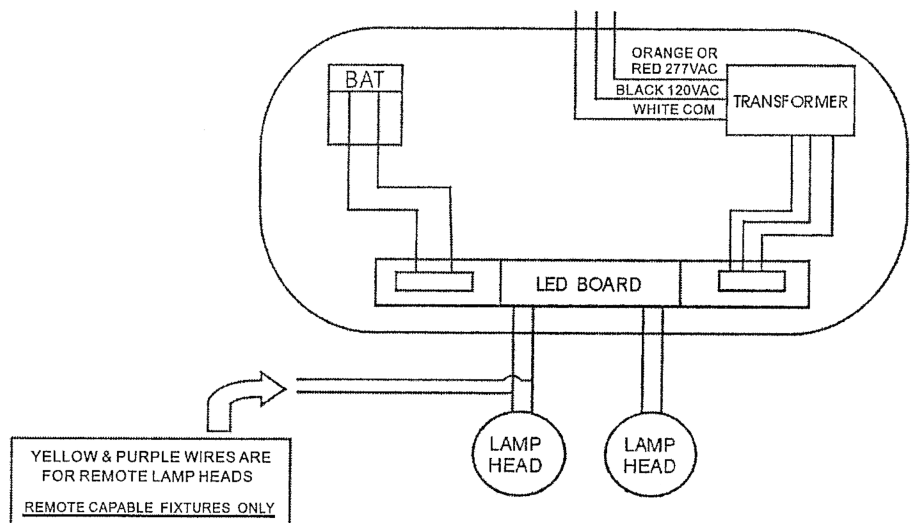 ORANGE OR
RED 277VAC
BLACK 120VAC
WHITE COM
BAT
TRANSFORMER
LED BOARD
LAMP
HEAD
LAMP
HEAD
YELLOW & PURPLE WIRES ARE
FOR REMOTE LAMP HEADS
REMOTE CAPABLE FIXTURES ONLY